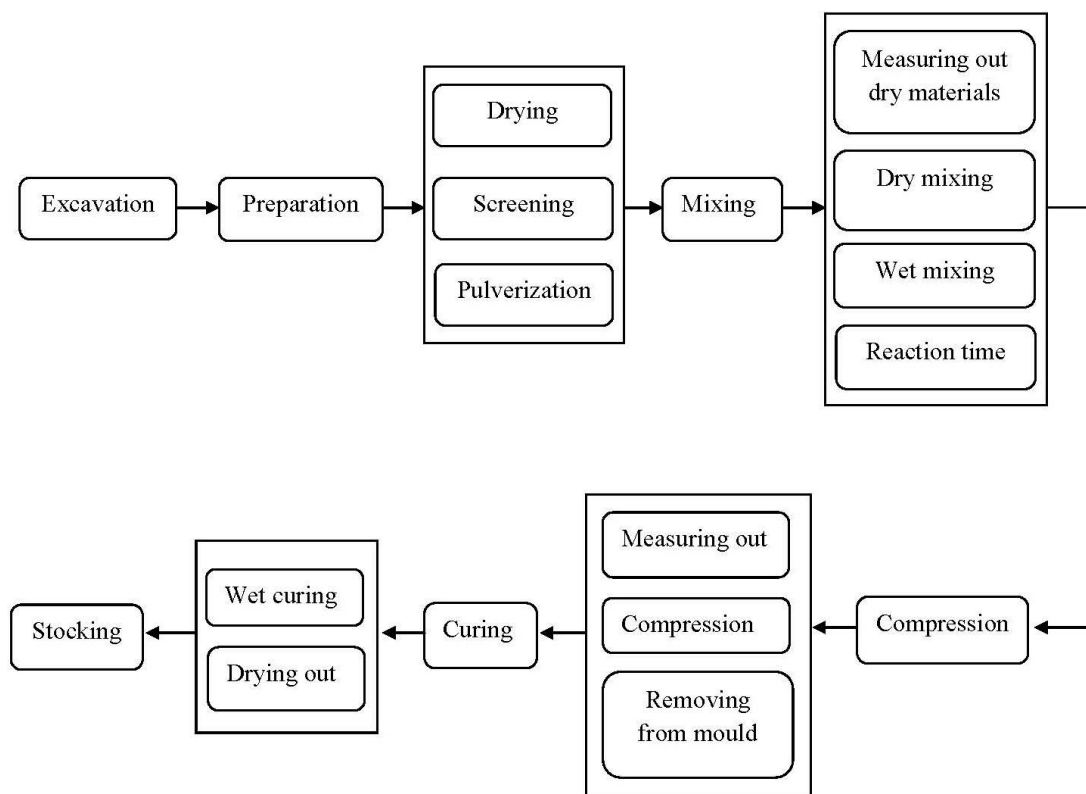 Excavation
Preparation
Drying
Screening
Pulverization
Mixing
Measuring out
dry materials
Dry mixing
Wet mixing
Reaction time
Compression
Measuring out
Compression
Removing
from mould
Curing
Wet curing
Drying out
Stocking